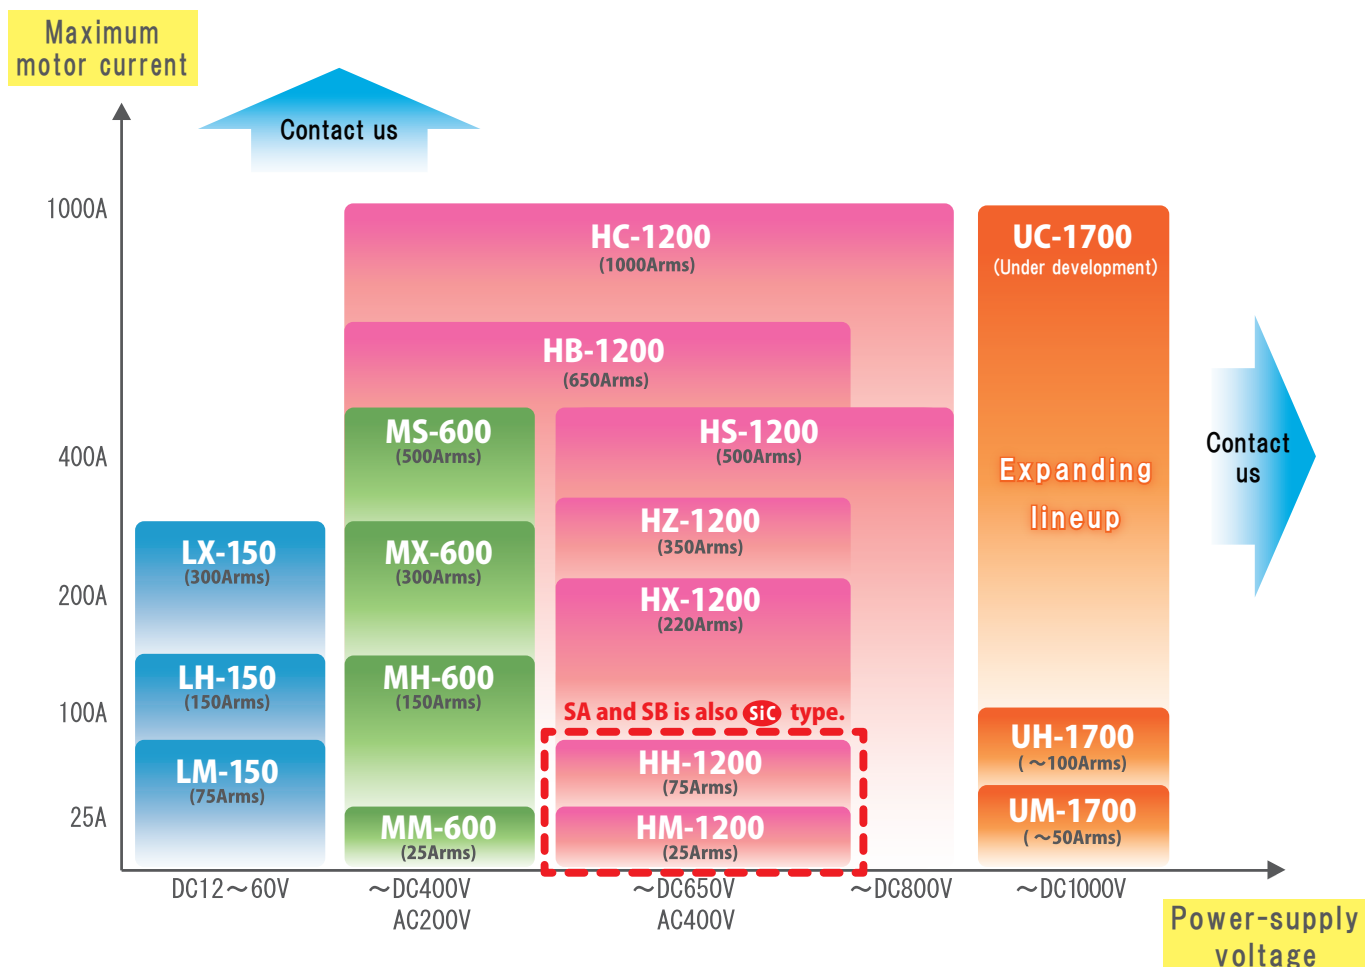 Maximum
motor current
Contact us
1000A
400A
200A
100A
25A
HC-1200
(1000Arms)
UC-1700
(Under development)
HB-1200
(650Arms)
MS-600
(500Arms)
HS-1200
(500Arms)
Expanding
lineup
Contact
us
HZ-1200
(350Arms)
LX-150
(300Arms)
MX-600
(300Arms)
HX-1200
(220Arms)
LH-150
(150Arms)
MH-600
(150Arms)
SA and SB is also SiC type.
UH-1700
(～100Arms)
HH-1200
(75Arms)
LM-150
(75Arms)
UM-1700
(～50Arms)
MM-600
(25Arms)
HM-1200
(25Arms)
DC12～60V
～DC400V
AC200V
～DC650V
AC400V
～DC800V
～DC1000V
Power-supply
voltage